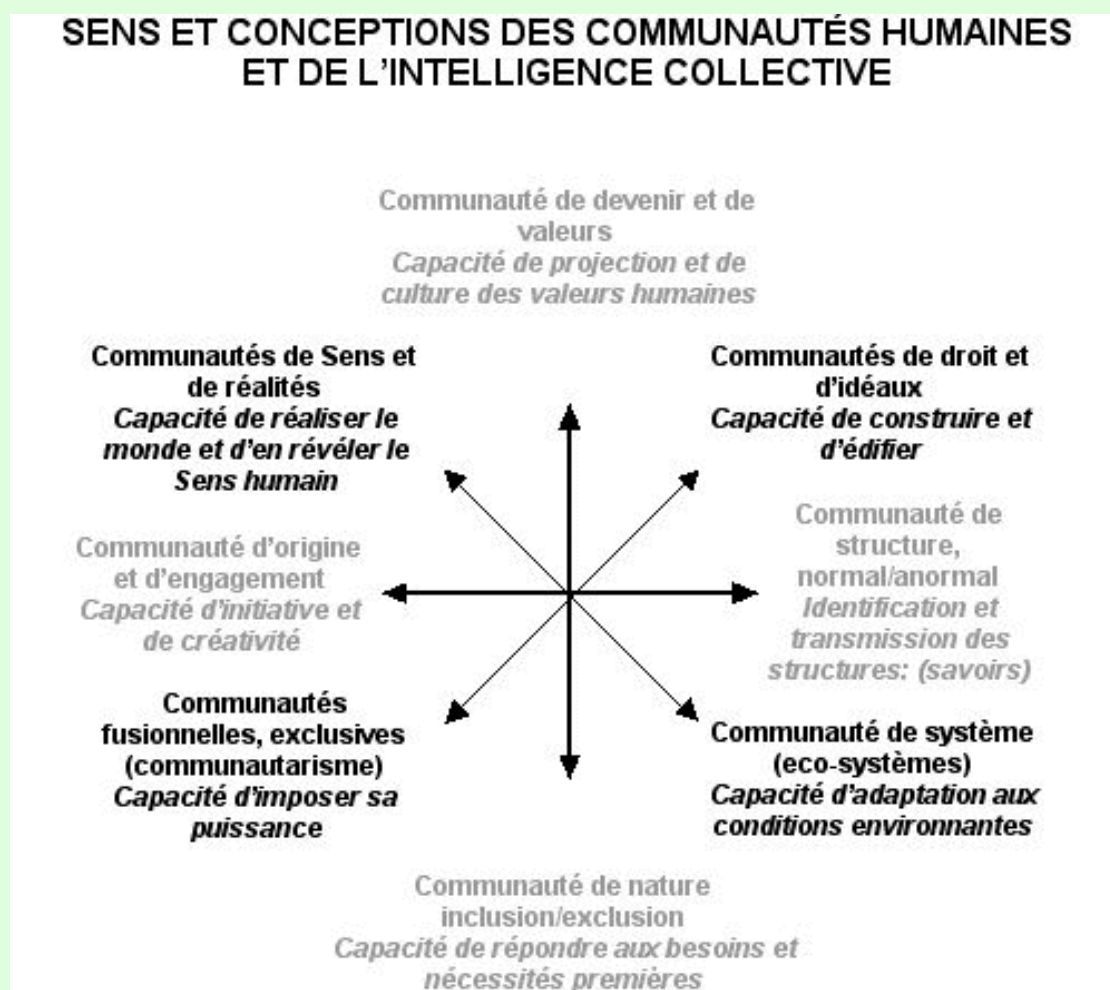 SENS ET CONCEPTIONS DES COMMUNAUTÉS HUMAINES
ET DE L'INTELLIGENCE COLLECTIVE
Communauté de devenir et de
valeurs
Capacité de projection et de
culture des valeurs humaines
Communautés de Sens et
de réalités
Capacité de réaliser le
monde et d'en révéler le
Sens humain
Communautés de droit et
d'idéaux
Capacité de construire et
d'édifier
Communauté d'origine
et d'engagement
Capacité d'initiative et
de créativité
Communauté de
structure,
normal/anormal
Identification et
transmission des
structures: (savoirs)
Communautés
fusionnelles, exclusives
(communautarisme)
Capacité d'imposer sa
puissance
Communauté de système
(eco-systèmes)
Capacité d'adaptation aux
conditions environnantes
Communauté de nature
inclusion/exclusion
Capacité de répondre aux besoins et
nécessités premières